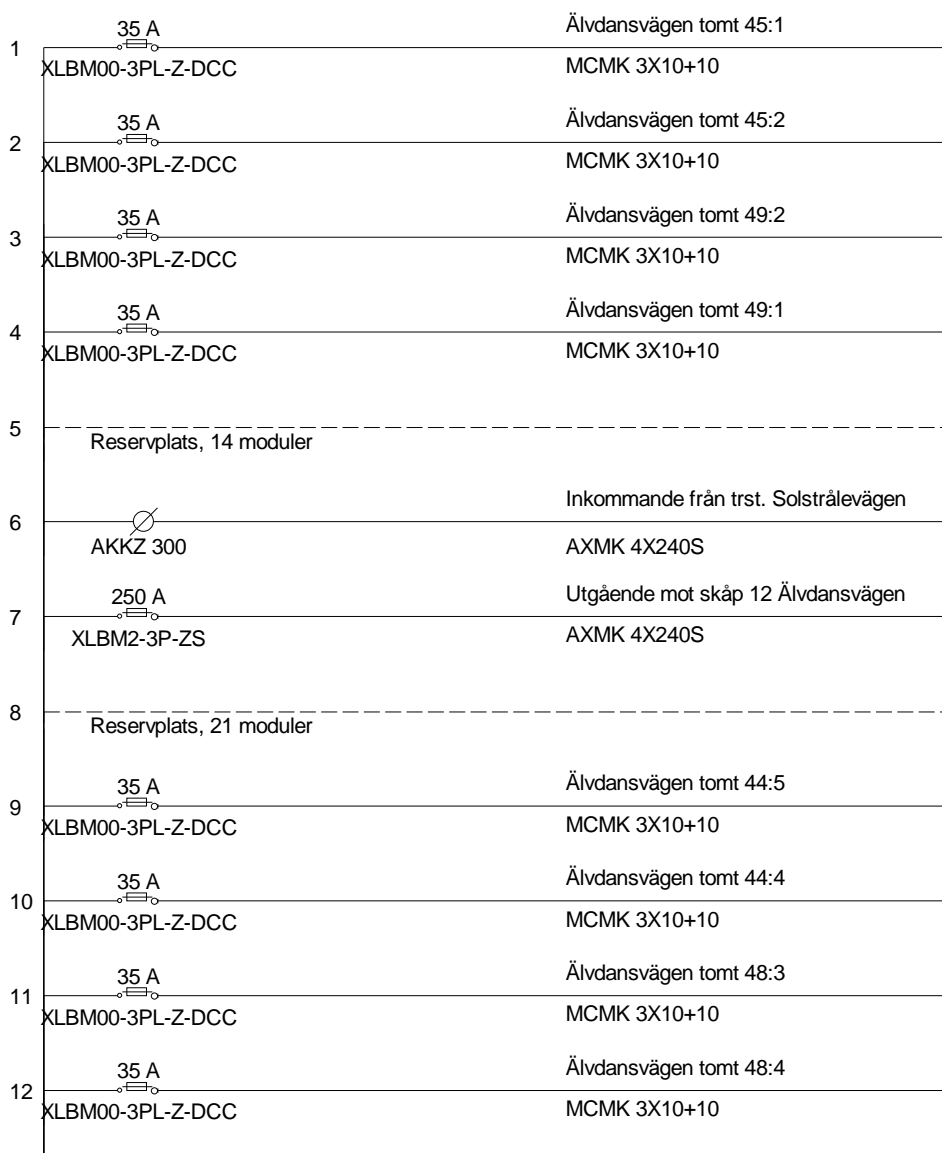 35 A
Älvdansvägen tomt 45:1
1
XLBM00-3PL-Z-DCC
MCMK 3X10+10
35 A
Älvdansvägen tomt 45:2
2
XLBM00-3PL-Z-DCC
MCMK 3X10+10
35 A
Älvdansvägen tomt 49:2
3
XLBM00-3PL-Z-DCC
MCMK 3X10+10
35 A
Älvdansvägen tomt 49:1
4
XLBM00-3PL-Z-DCC
MCMK 3X10+10
5
Reservplats, 14 moduler
Inkommande från trst. Solstrålevägen
6
AKKZ 300
AXMK 4X240S
250 A
Utgående mot skåp 12 Älvdansvägen
7
XLBM2-3P-ZS
AXMK 4X240S
8
Reservplats, 21 moduler
35 A
Älvdansvägen tomt 44:5
9
XLBM00-3PL-Z-DCC
MCMK 3X10+10
35 A
Älvdansvägen tomt 44:4
10
XLBM00-3PL-Z-DCC
MCMK 3X10+10
35 A
Älvdansvägen tomt 48:3
11
XLBM00-3PL-Z-DCC
MCMK 3X10+10
35 A
Älvdansvägen tomt 48:4
12
XLBM00-3PL-Z-DCC
MCMK 3X10+10